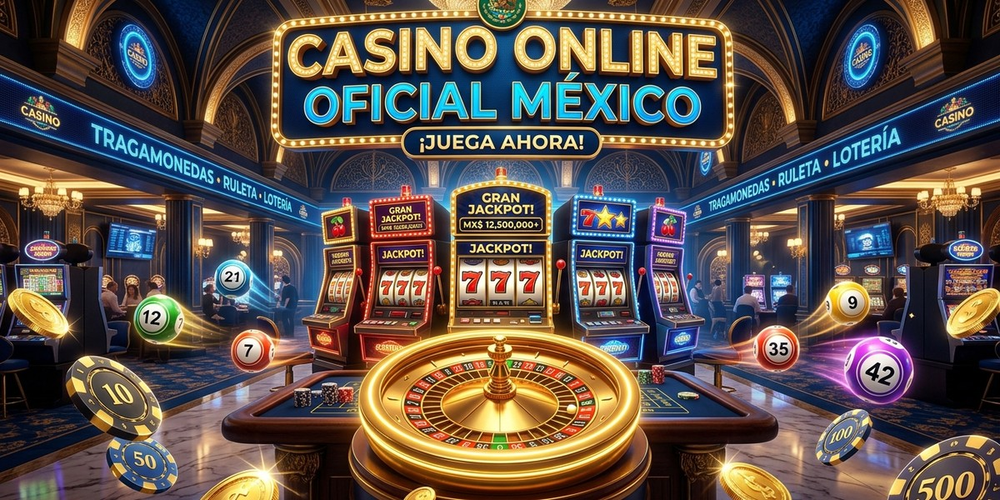 CASINO ONLINE
OFICIAL MÉXICO
¡JUEGA AHORA!
CASINO
CASINO
TRAGAMONEDAS • RULETA • LOTERÍA
TRAGAMONEDAS • RULETA • LOTERÍA
GRAN
JACKPOT!
GRAN
JACKPOT!
MX$ 12,500,000+
JACKPOT!
JACKPOT!
JACKPOT!
777
777
777
7
21
12
7
9
35
42
10
50
100
500